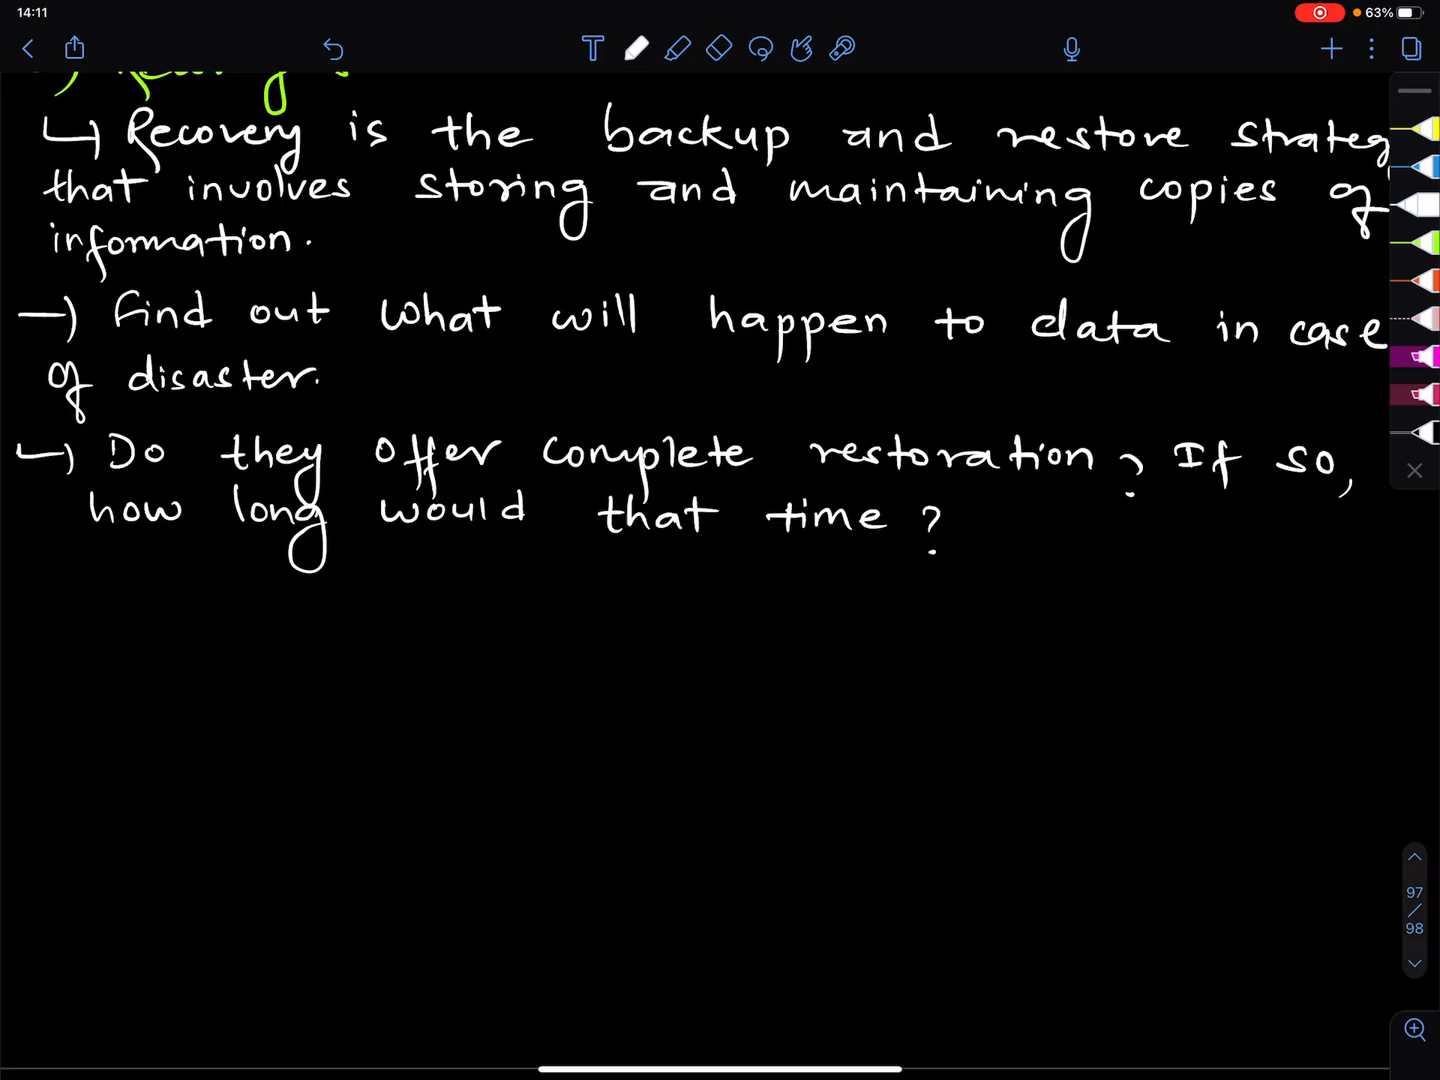 14:11
63%
Recovery is the backup and restore strateg
that involves storing and maintaining copies of
information.
Find out what will happen to data in case
of disaster.
Do they offer complete restoration? If so,
how long would that time?
97
/
98